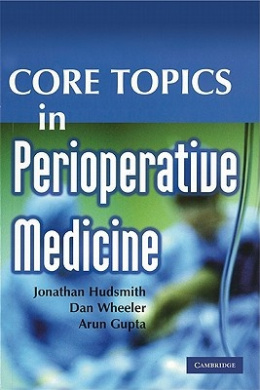 CORE TOPICS
in
Perioperative
Medicine
Jonathan Hudsmith
Dan Wheeler
Arun Gupta
CAMBRIDGE